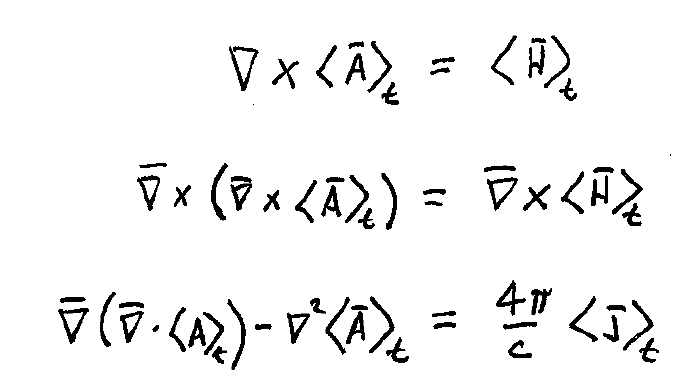 ∇ × ⟨Ā⟩ₜ = ⟨H̄⟩ₜ
∇̄ × (∇̄ × ⟨Ā⟩ₜ) = ∇̄ × ⟨H̄⟩ₜ
∇̄(∇̄ · ⟨A⟩ₜ) − ∇²⟨Ā⟩ₜ = 4π/c ⟨J̄⟩ₜ